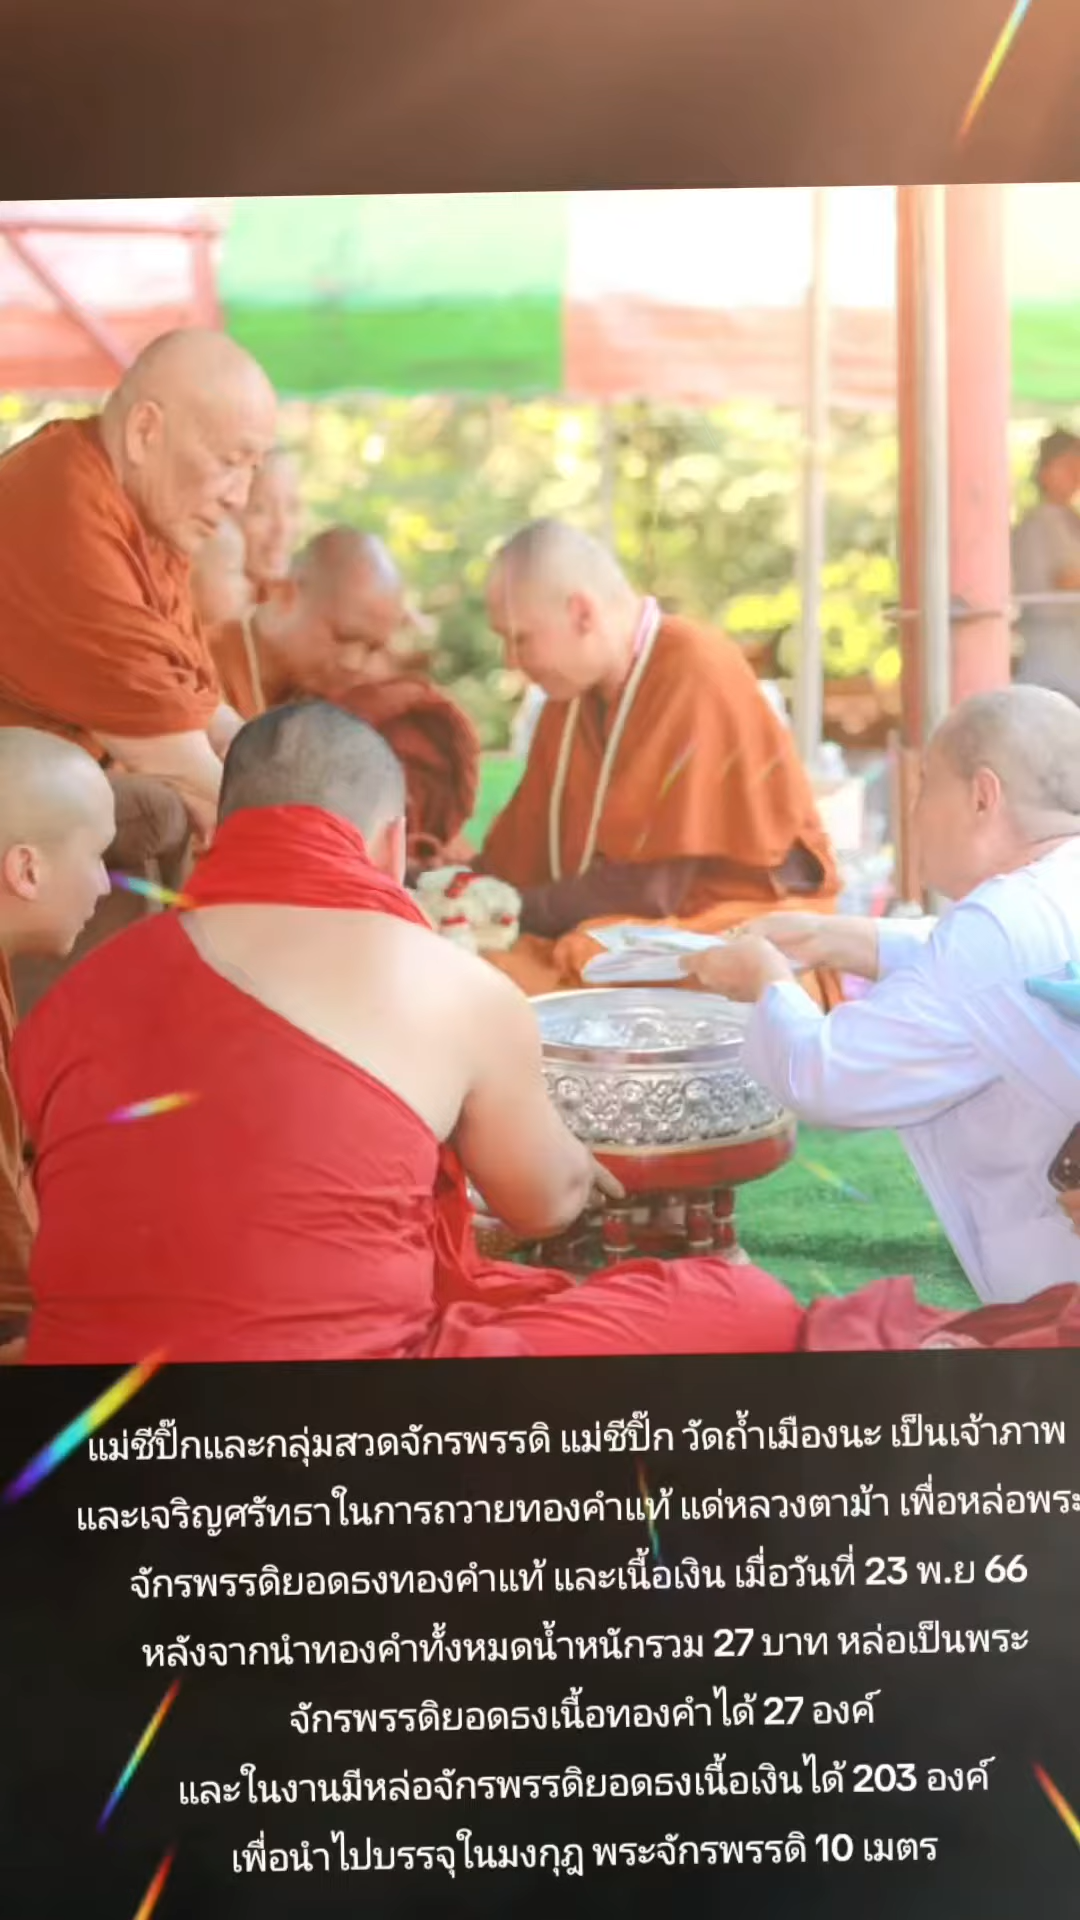 แม่ชีปิ๊กและกลุ่มสวดจักรพรรดิ แม่ชีปิ๊ก วัดถ้ำเมืองนะ เป็นเจ้าภาพ
และเจริญศรัทธาในการถวายทองคำแท้ แด่หลวงตาม้า เพื่อหล่อพระ
จักรพรรดิยอดธงทองคำแท้ และเนื้อเงิน เมื่อวันที่ 23 พ.ย 66
หลังจากนำทองคำทั้งหมดน้ำหนักรวม 27 บาท หล่อเป็นพระ
จักรพรรดิยอดธงเนื้อทองคำได้ 27 องค์
และในงานมีหล่อจักรพรรดิยอดธงเนื้อเงินได้ 203 องค์
เพื่อนำไปบรรจุในมงกุฎ พระจักรพรรดิ 10 เมตร